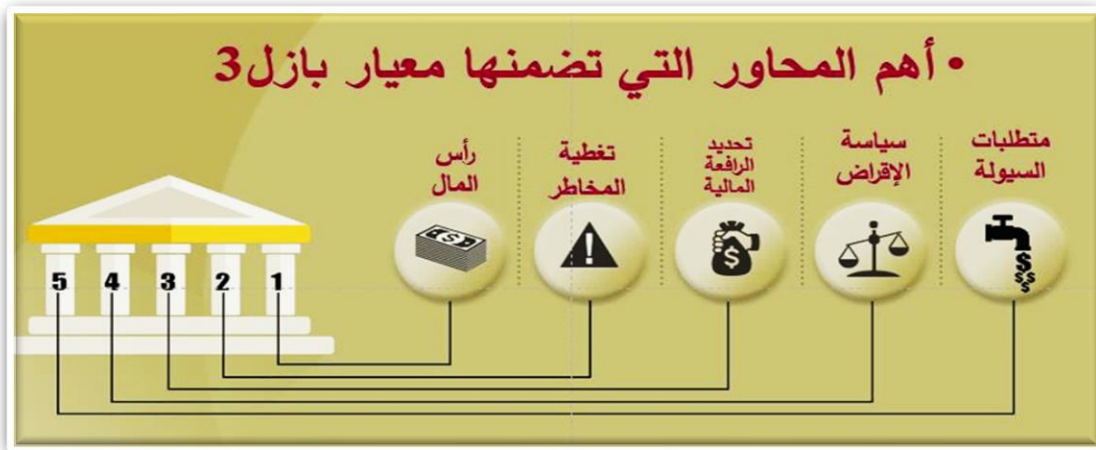 • أهم المحاور التي تضمنها معيار بازل3
متطلبات
السيولة
سياسة
الإقراض
تحديد
الرافعة
المالية
تغطية
المخاطر
رأس
المال
1
2
3
4
5